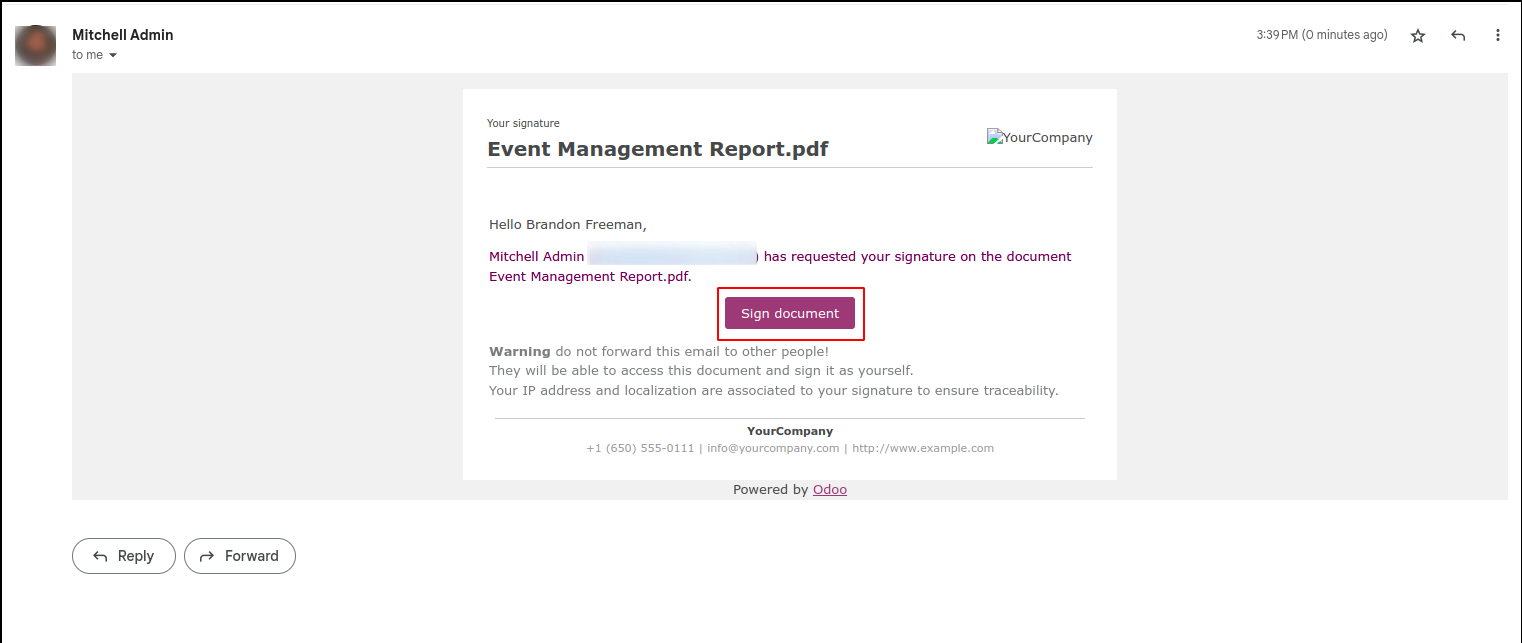 Mitchell Admin
3:39 PM (0 minutes ago)
to me
Your signature
Event Management Report.pdf
YourCompany
Hello Brandon Freeman,
Mitchell Admin ) has requested your signature on the document
Event Management Report.pdf.
Sign document
Warning do not forward this email to other people!
They will be able to access this document and sign it as yourself.
Your IP address and localization are associated to your signature to ensure traceability.
YourCompany
+1 (650) 555-0111 | info@yourcompany.com | http://www.example.com
Powered by Odoo
Reply
Forward